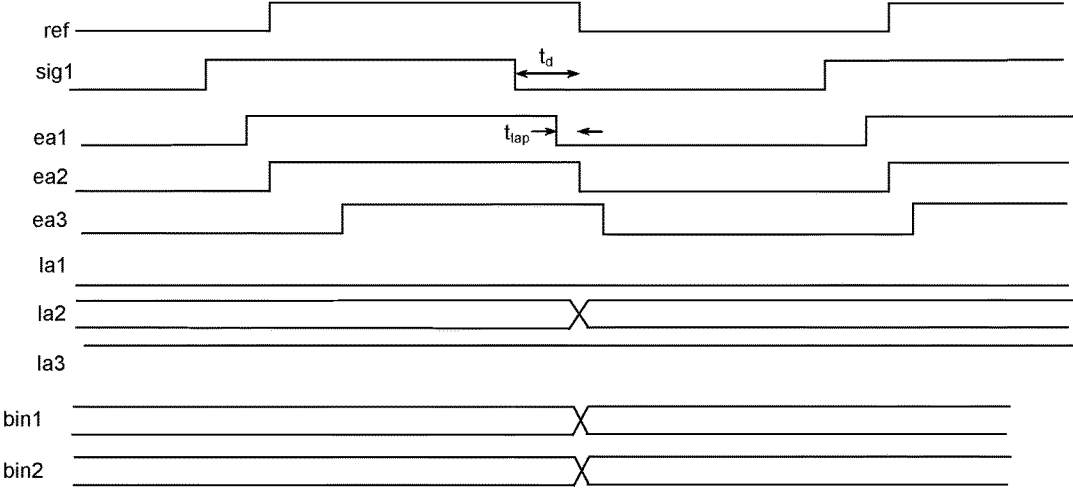 ref
sig1
t_d
ea1
t_lap
ea2
ea3
la1
la2
la3
bin1
bin2